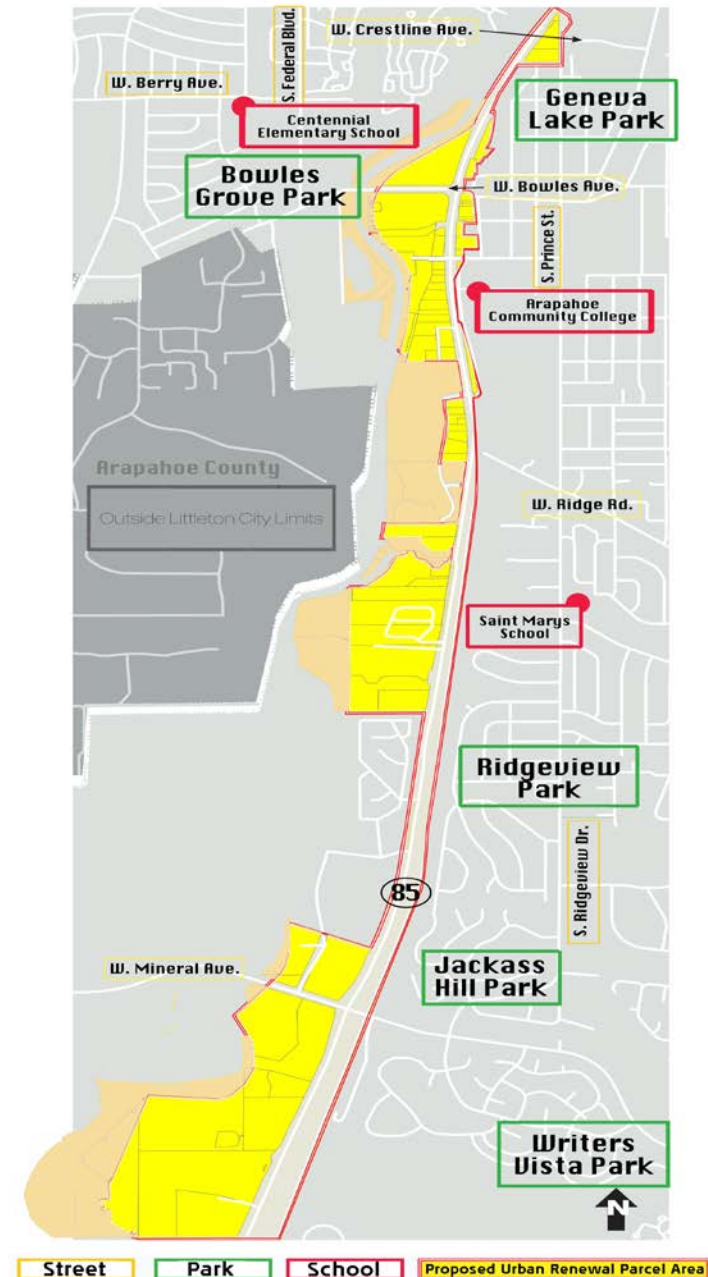 W. Crestline Ave.
S. Federal Blvd.
W. Berry Ave.
Geneva
Lake Park
Centennial
Elementary School
Bowles
Grove Park
W. Bowles Ave.
S. Prince St.
Arapahoe
Community College
Arapahoe County
Outside Littleton City Limits
W. Ridge Rd.
Saint Marys
School
Ridgeview
Park
S. Ridgeview Dr.
85
W. Mineral Ave.
Jackass
Hill Park
Writers
Vista Park
N
Street
Park
School
Proposed Urban Renewal Parcel Area